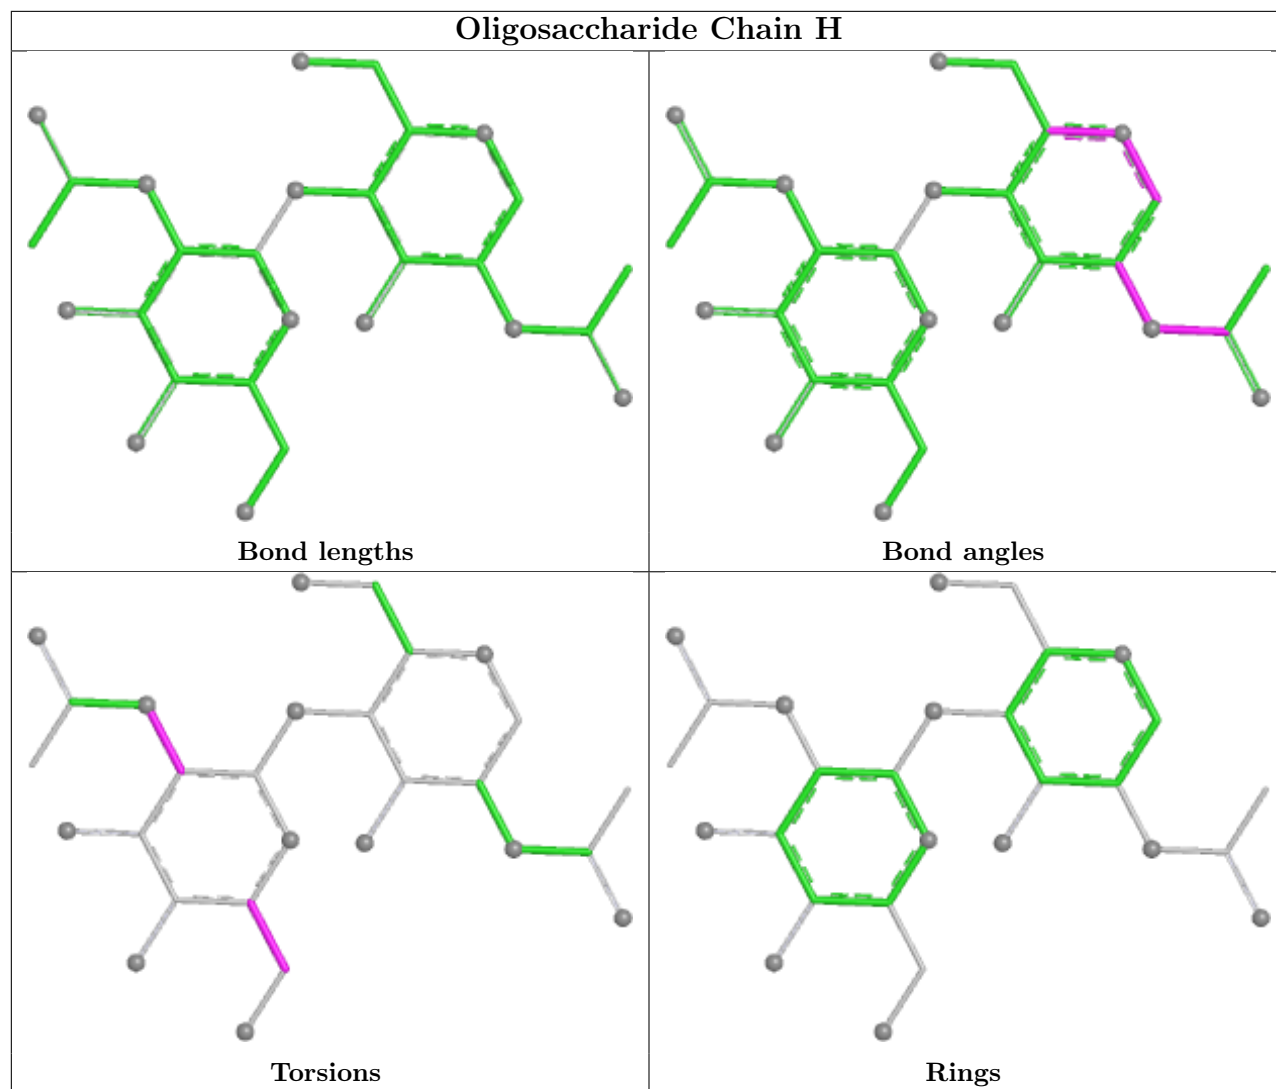 Oligosaccharide Chain H
Bond lengths
Bond angles
Torsions
Rings